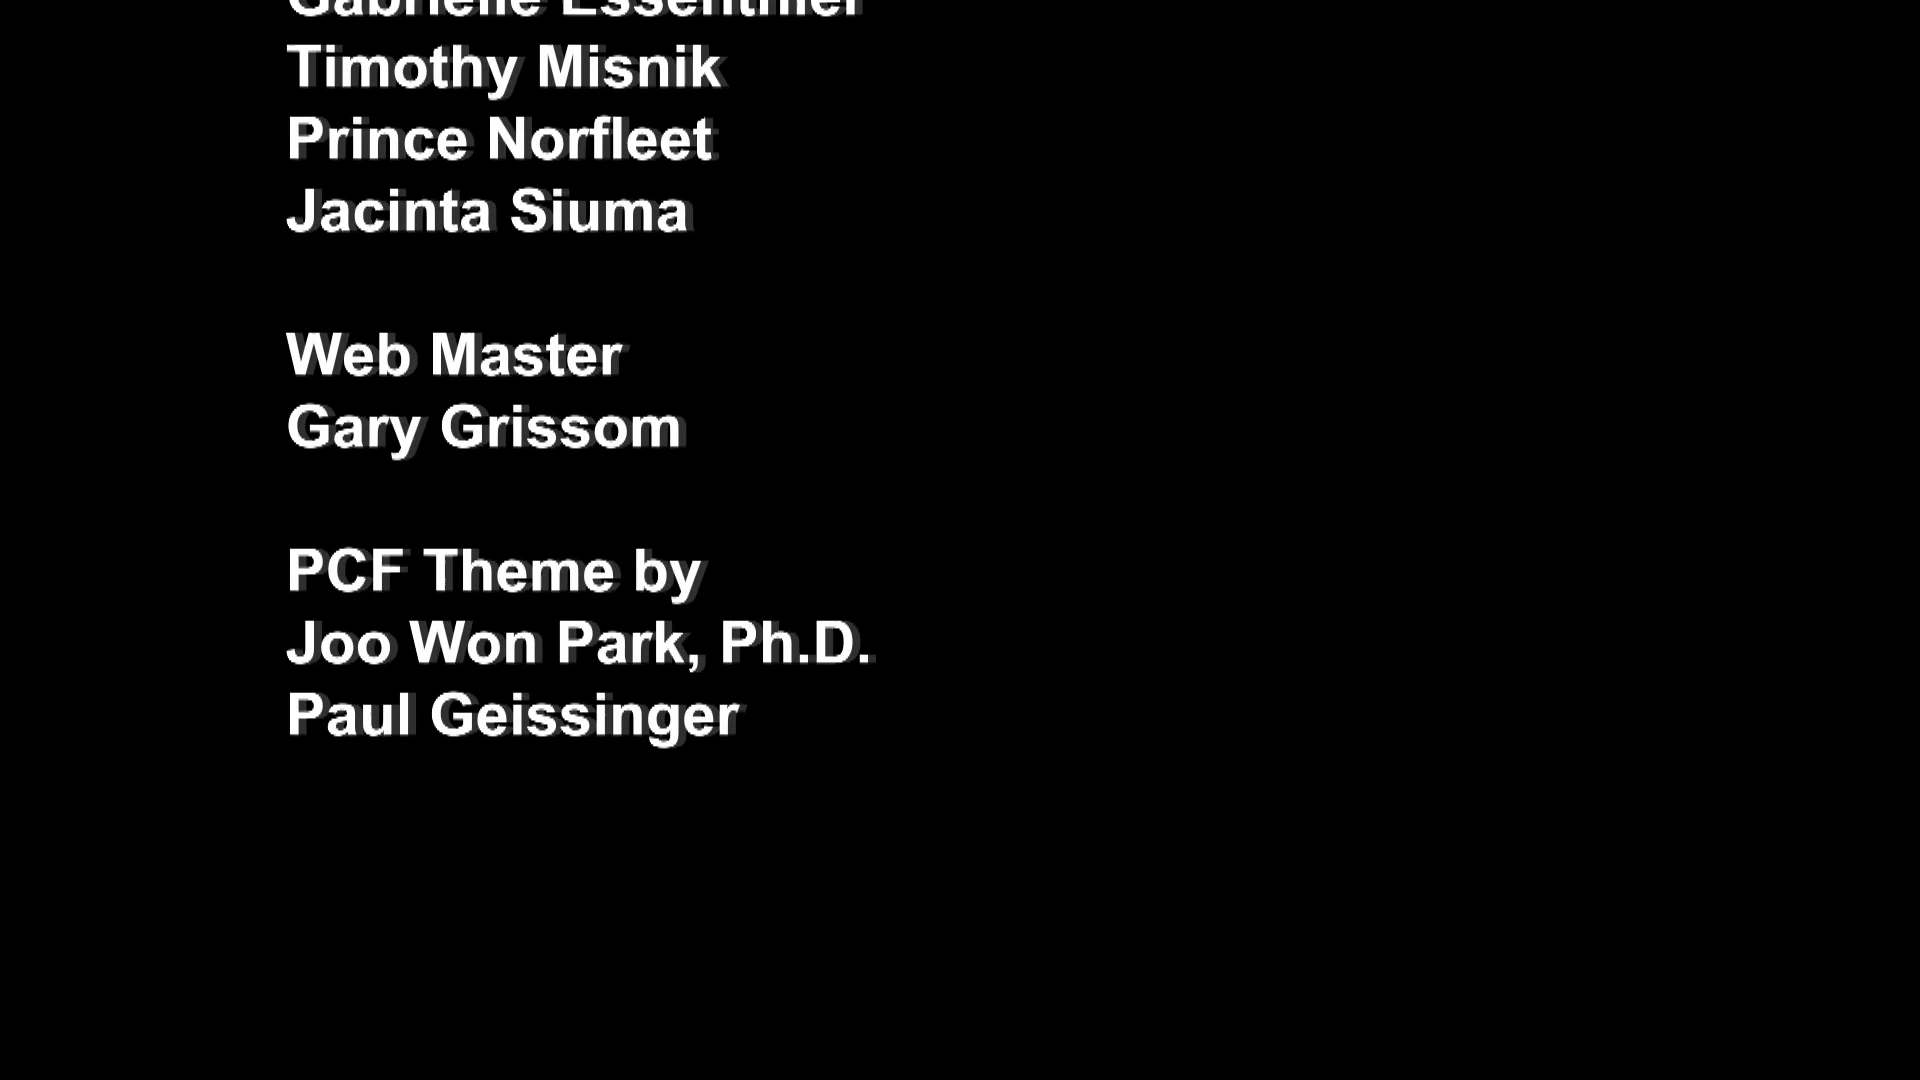 Gabrielle
Timothy Misnik
Prince Norfleet
Jacinta Siuma
Web Master
Gary Grissom
PCF Theme by
Joo Won Park, Ph.D.
Paul Geissinger